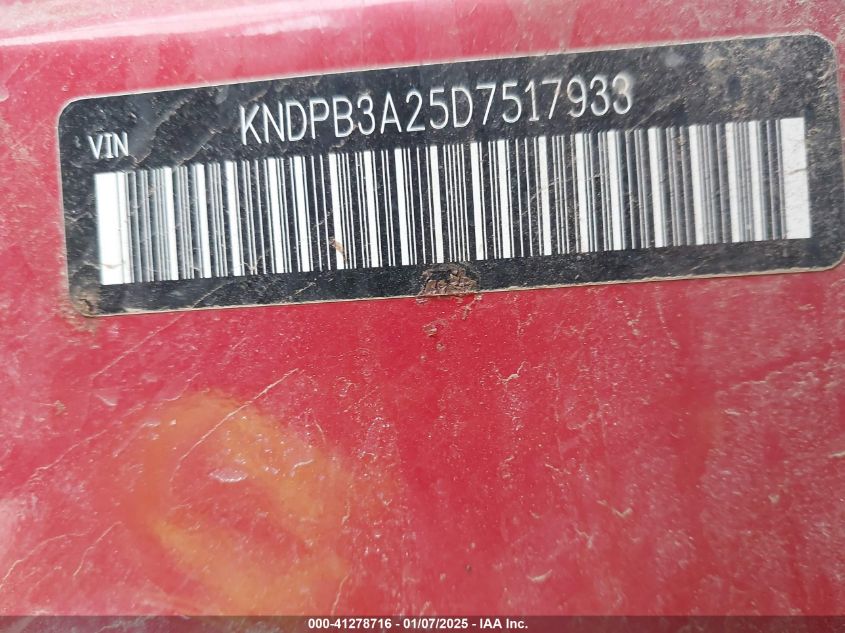 VIN KNDPB3A25D7517933
000-41278716 - 01/07/2025 - IAA Inc.